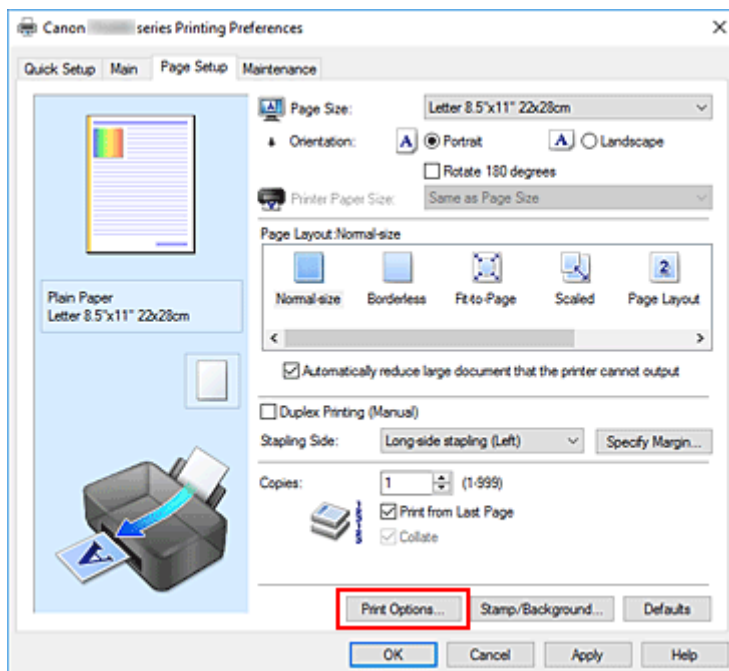 Canon series Printing Preferences
Quick Setup Main Page Setup Maintenance
Page Size: Letter 8.5"x11" 22x28cm
Orientation: A Portrait A Landscape
Rotate 180 degrees
Printer Paper Size: Same as Page Size
Page Layout:Normal-size
2
Normal-size Borderless Fit-to-Page Scaled Page Layout
Plain Paper
Letter 8.5"x11" 22x28cm
Automatically reduce large document that the printer cannot output
Duplex Printing (Manual)
Stapling Side: Long-side stapling (Left) Specify Margin...
Copies: 1 (1-999)
Print from Last Page
Collate
A
Print Options... Stamp/Background... Defaults
OK Cancel Apply Help